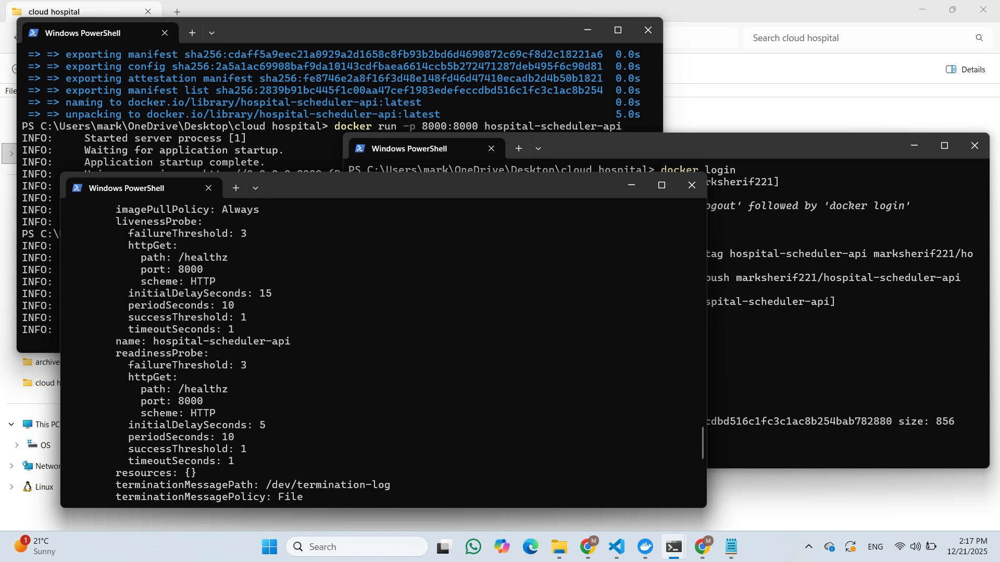 cloud hospital
Search cloud hospital
Details
File
Windows PowerShell
=> => exporting manifest sha256:cdaff5a9eec21a0929a2d1658c8fb93b2bd6d4690872c69cf8d2c18221a6 0.0s
=> => exporting config sha256:2a5a1ac69908baf9da10143cdfbaea6614ccb5b272471287deb495f6c90d81 0.0s
=> => exporting attestation manifest sha256:fe8746e2a8f16f3d48e148fd46d47410ecadb2d4b50b1821 0.0s
=> => exporting manifest list sha256:2839b91bc445f1c00aa47cef1983edefeccdbd516c1fc3c1ac8b254 0.0s
=> => naming to docker.io/library/hospital-scheduler-api:latest 0.0s
=> => unpacking to docker.io/library/hospital-scheduler-api:latest 5.0s
PS C:\Users\mark\OneDrive\Desktop\cloud hospital> docker run -p 8000:8000 hospital-scheduler-api
INFO: Started server process [1]
INFO: Waiting for application startup.
INFO: Application startup complete.
INFO:
INFO:
INFO:
INFO:
INFO:
PS C:\
INFO:
INFO:
INFO:
INFO:
INFO:
INFO:
INFO:
INFO:
Windows PowerShell
PS C:\Users\mark\OneDrive\Desktop\cloud hospital> docker login
rksherif221]
ogout' followed by 'docker login'
tag hospital-scheduler-api marksherif221/ho
push marksherif221/hospital-scheduler-api
spital-scheduler-api]
cdbd516c1fc3c1ac8b254bab782880 size: 856
Windows PowerShell
imagePullPolicy: Always
livenessProbe:
failureThreshold: 3
httpGet:
path: /healthz
port: 8000
scheme: HTTP
initialDelaySeconds: 15
periodSeconds: 10
successThreshold: 1
timeoutSeconds: 1
name: hospital-scheduler-api
readinessProbe:
failureThreshold: 3
httpGet:
path: /healthz
port: 8000
scheme: HTTP
initialDelaySeconds: 5
periodSeconds: 10
successThreshold: 1
timeoutSeconds: 1
resources: {}
terminationMessagePath: /dev/termination-log
terminationMessagePolicy: File
archive
cloud h
This PC
OS
Networ
Linux
1
21°C
Sunny
Search
M
M
ENG
2:17 PM
12/21/2025